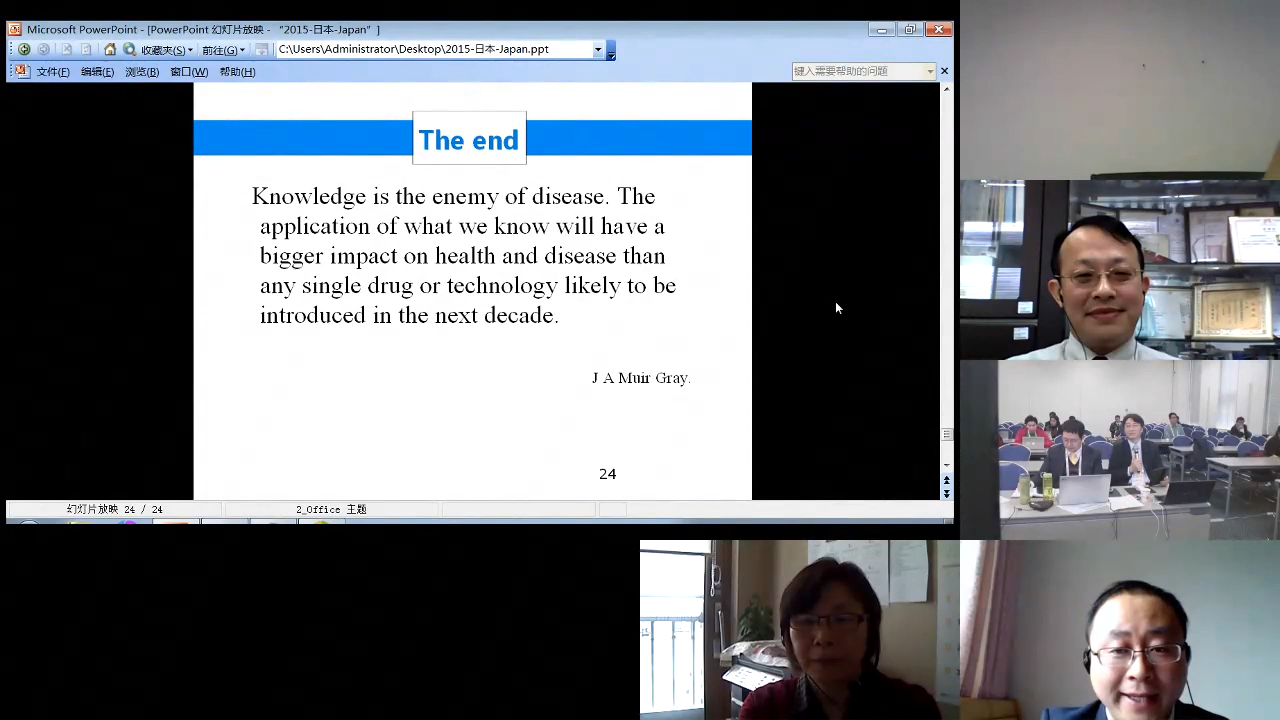 Microsoft PowerPoint - [PowerPoint 幻灯片放映 - “2015-日本-Japan”]
收藏夹(S) 前往(G) C:\Users\Administrator\Desktop\2015-日本-Japan.ppt
文件(F) 编辑(E) 浏览(B) 窗口(W) 帮助(H) 键入需要帮助的问题
The end
Knowledge is the enemy of disease. The
application of what we know will have a
bigger impact on health and disease than
any single drug or technology likely to be
introduced in the next decade.
J A Muir Gray.
24
幻灯片放映 24 / 24 2_Office 主题